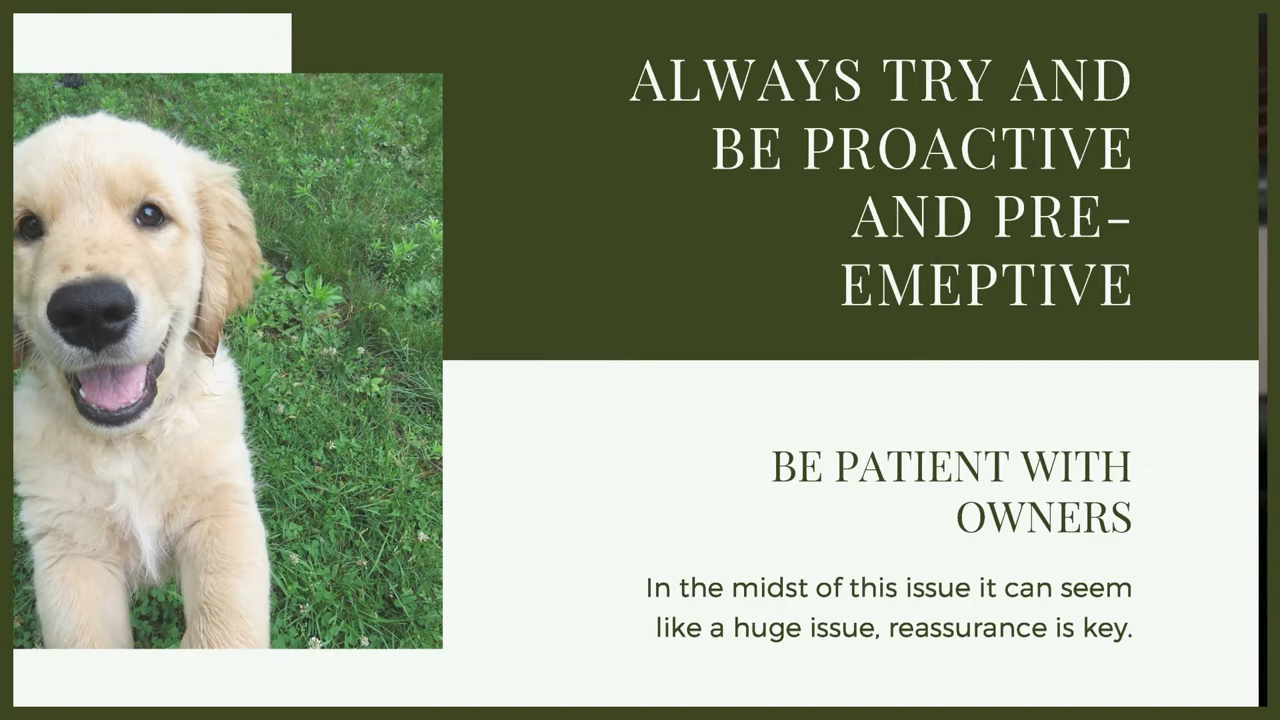 ALWAYS TRY AND
BE PROACTIVE
AND PRE-
EMEPTIVE
BE PATIENT WITH
OWNERS
In the midst of this issue it can seem
like a huge issue, reassurance is key.